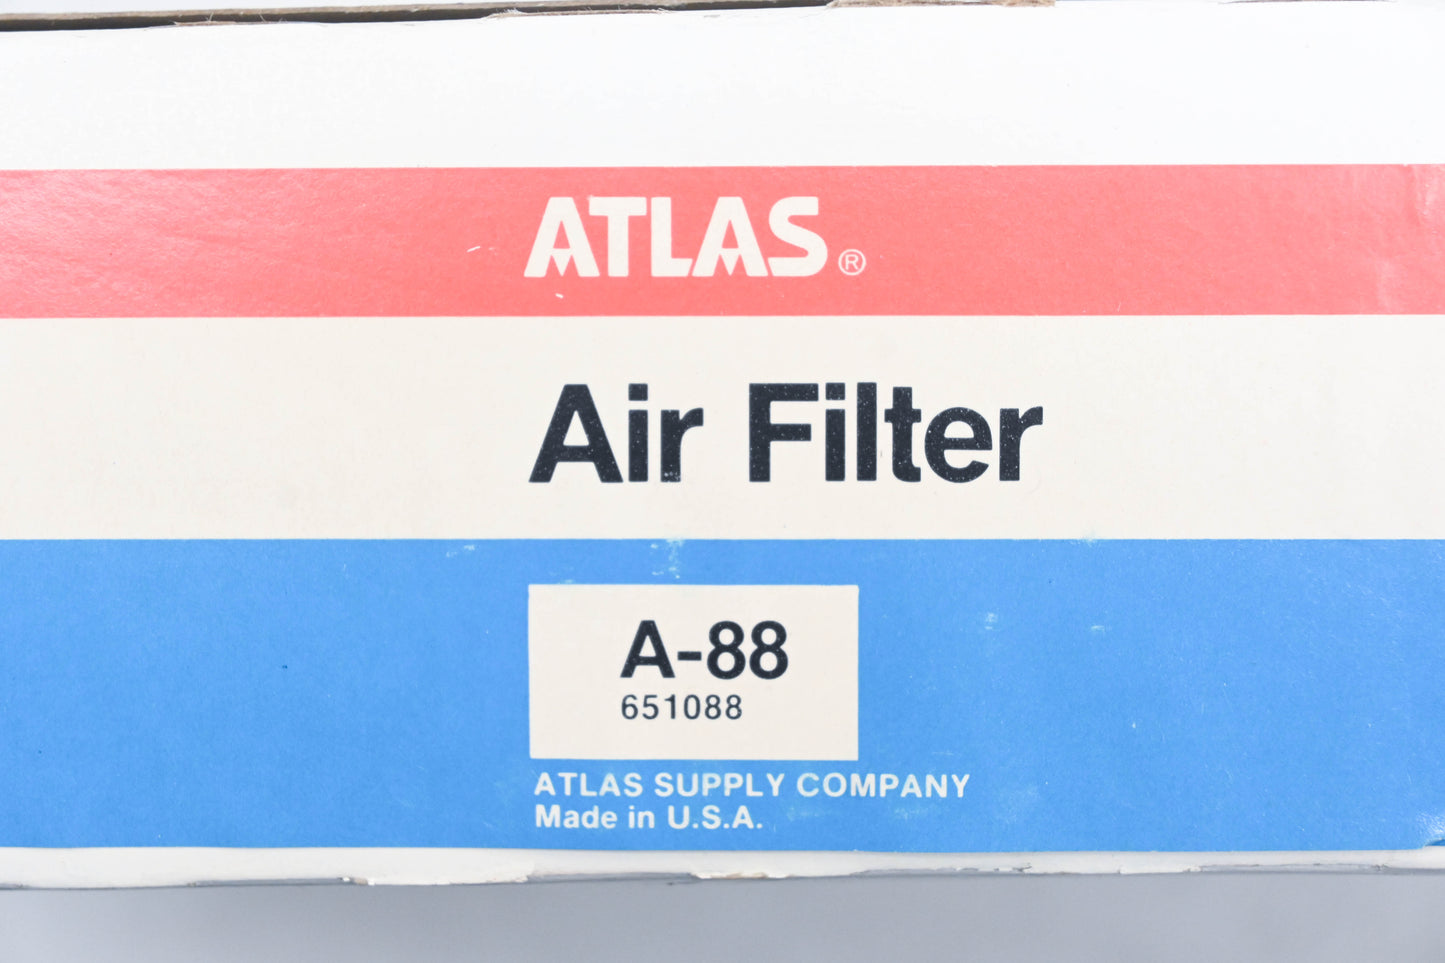 ATLAS®
Air Filter
A-88
651088
ATLAS SUPPLY COMPANY
Made in U.S.A.